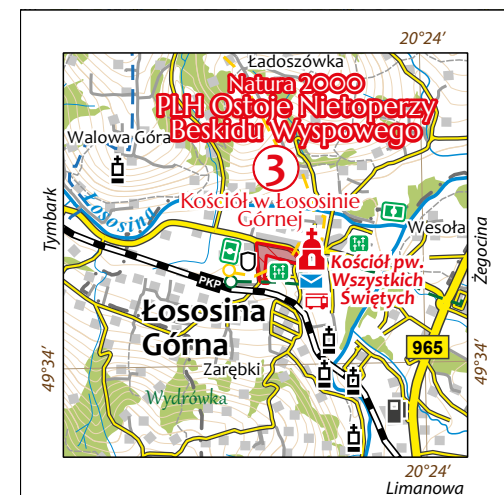 20°24'
Ładoszówka
Natura 2000
PLH Ostoje Nietoperzy
Beskidu Wyspowego
Walowa Góra
3
Kościół w Łososinie
Górnej
Łososina
Tymbark
Wesoła
Żegocina
Kościół pw.
Wszystkich
Świętych
PKP
Łososina
Górna
965
Zarębki
49°34'
49°34'
Wydrówka
20°24'
Limanowa